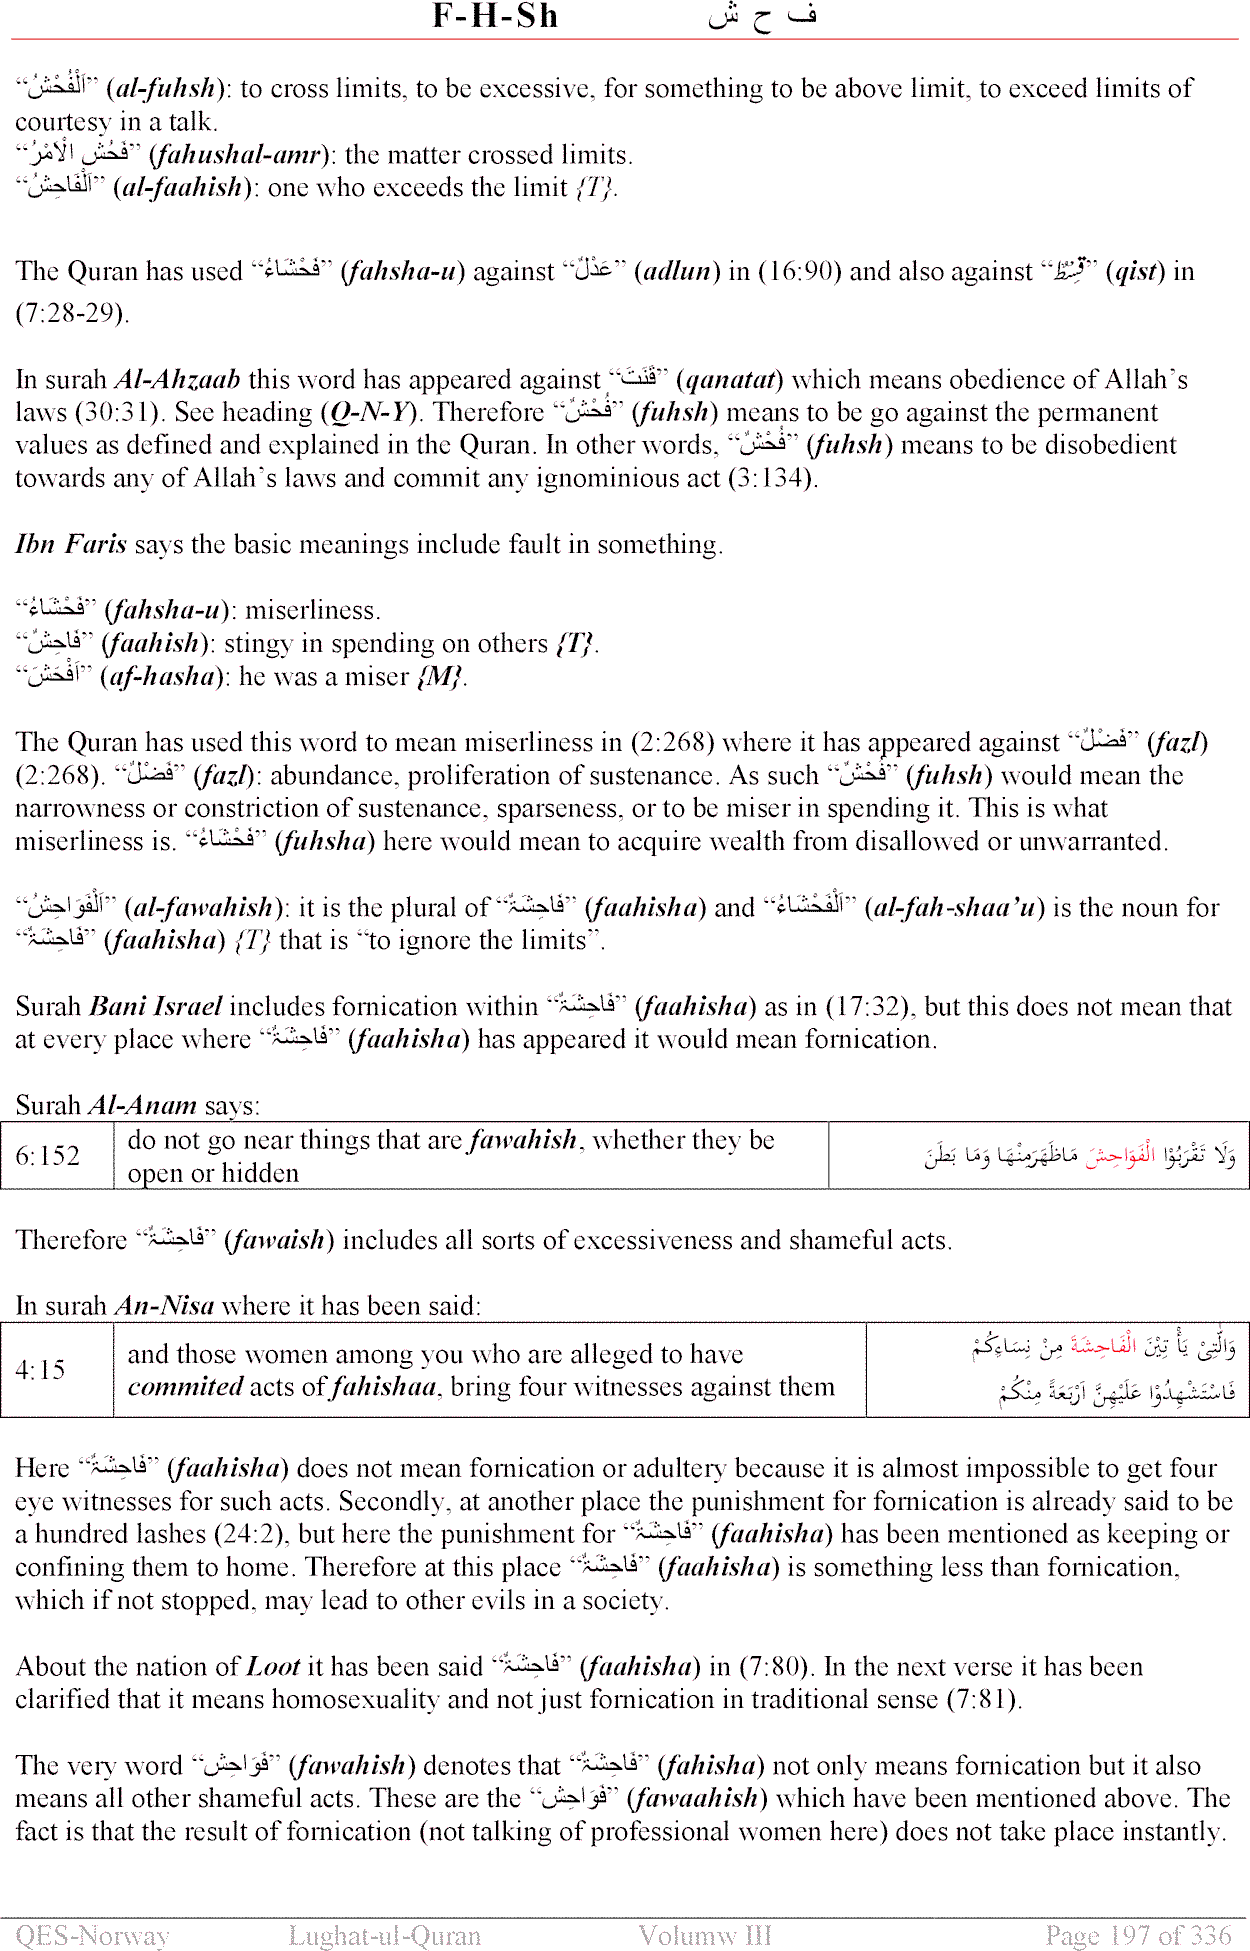 F-H-Sh ف ح ش
“اَلْفُحْشُ” (al-fuhsh): to cross limits, to be excessive, for something to be above limit, to exceed limits of
courtesy in a talk.
“فَحُشَ الْاَمْرُ” (fahushal-amr): the matter crossed limits.
“اَلْفَاحِشُ” (al-faahish): one who exceeds the limit {T}.
The Quran has used “فَحْشَاءُ” (fahsha-u) against “عَدْلٌ” (adlun) in (16:90) and also against “قِسْطٌ” (qist) in
(7:28-29).
In surah Al-Ahzaab this word has appeared against “قَنَتَ” (qanatat) which means obedience of Allah’s
laws (30:31). See heading (Q-N-Y). Therefore “فُحْشٌ” (fuhsh) means to be go against the permanent
values as defined and explained in the Quran. In other words, “فُحْشٌ” (fuhsh) means to be disobedient
towards any of Allah’s laws and commit any ignominious act (3:134).
Ibn Faris says the basic meanings include fault in something.
“فَحْشَاءُ” (fahsha-u): miserliness.
“فَاحِشٌ” (faahish): stingy in spending on others {T}.
“اَفْحَشَ” (af-hasha): he was a miser {M}.
The Quran has used this word to mean miserliness in (2:268) where it has appeared against “فَضْلٌ” (fazl)
(2:268). “فَضْلٌ” (fazl): abundance, proliferation of sustenance. As such “فُحْشٌ” (fuhsh) would mean the
narrowness or constriction of sustenance, sparseness, or to be miser in spending it. This is what
miserliness is. “فَحْشَاءُ” (fuhsha) here would mean to acquire wealth from disallowed or unwarranted.
“اَلْفَوَاحِشُ” (al-fawahish): it is the plural of “فَاحِشَةٌ” (faahisha) and “اَلْفَحْشَاءُ” (al-fah-shaa’u) is the noun for
“فَاحِشَةٌ” (faahisha) {T} that is “to ignore the limits”.
Surah Bani Israel includes fornication within “فَاحِشَةٌ” (faahisha) as in (17:32), but this does not mean that
at every place where “فَاحِشَةٌ” (faahisha) has appeared it would mean fornication.
Surah Al-Anam says:
6:152 do not go near things that are fawahish, whether they be وَلَا تَقْرَبُوْا الْفَوَاحِشَ مَاظَهَرَمِنْهَا وَمَا بَطَنَ
open or hidden
Therefore “فَاحِشَةٌ” (fawaish) includes all sorts of excessiveness and shameful acts.
In surah An-Nisa where it has been said:
4:15 and those women among you who are alleged to have وَالّٰتِىْ يَأْ تِيْنَ الْفَاحِشَةَ مِنْ نِسَاءِكُمْ
commited acts of fahishaa, bring four witnesses against them فَاسْتَشْهِدُوْا عَلَيْهِنَّ اَرْبَعَةً مِنْكُمْ
Here “فَاحِشَةٌ” (faahisha) does not mean fornication or adultery because it is almost impossible to get four
eye witnesses for such acts. Secondly, at another place the punishment for fornication is already said to be
a hundred lashes (24:2), but here the punishment for “فَاحِشَةٌ” (faahisha) has been mentioned as keeping or
confining them to home. Therefore at this place “فَاحِشَةٌ” (faahisha) is something less than fornication,
which if not stopped, may lead to other evils in a society.
About the nation of Loot it has been said “فَاحِشَةٌ” (faahisha) in (7:80). In the next verse it has been
clarified that it means homosexuality and not just fornication in traditional sense (7:81).
The very word “فَوَاحِش” (fawahish) denotes that “فَاحِشَةٌ” (fahisha) not only means fornication but it also
means all other shameful acts. These are the “فَوَاحِش” (fawaahish) which have been mentioned above. The
fact is that the result of fornication (not talking of professional women here) does not take place instantly.
QES-Norway Lughat-ul-Quran Volumw III Page 197 of 336